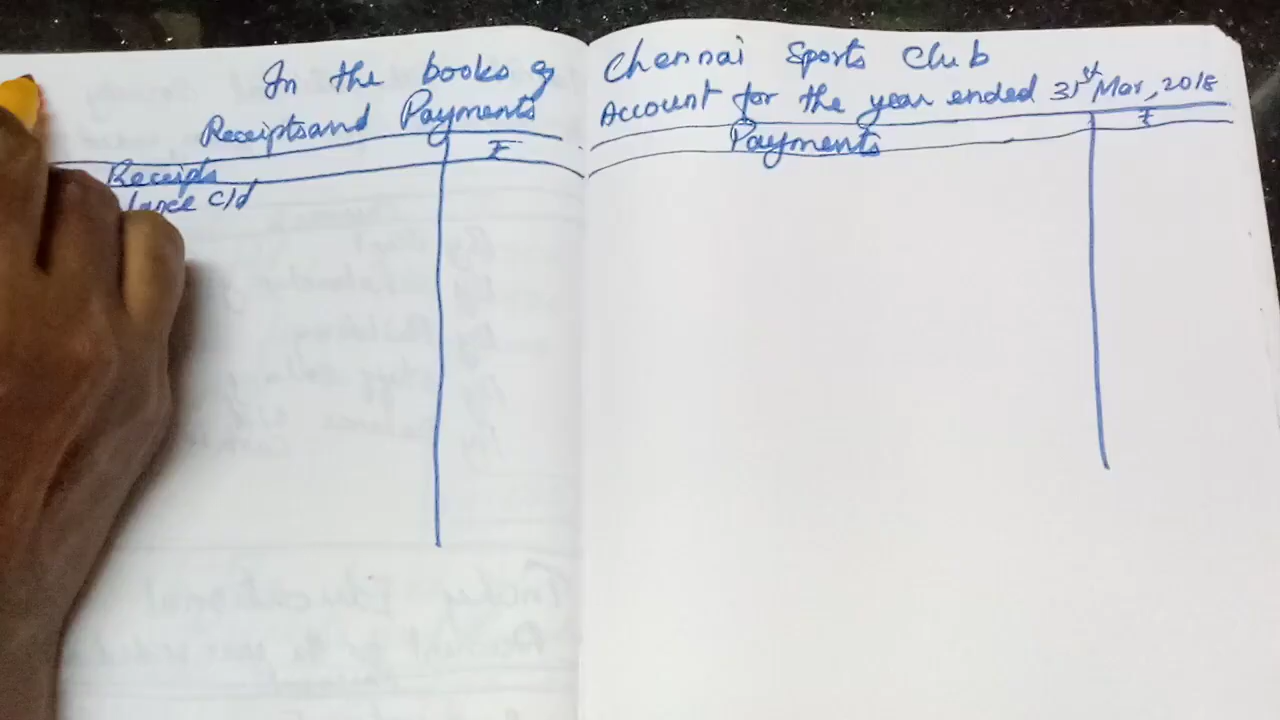 In the books of Chennai Sports Club
Receipts and Payments Account for the year ended 31st Mar, 2018
Receipts ₹ Payments ₹
lance c/d